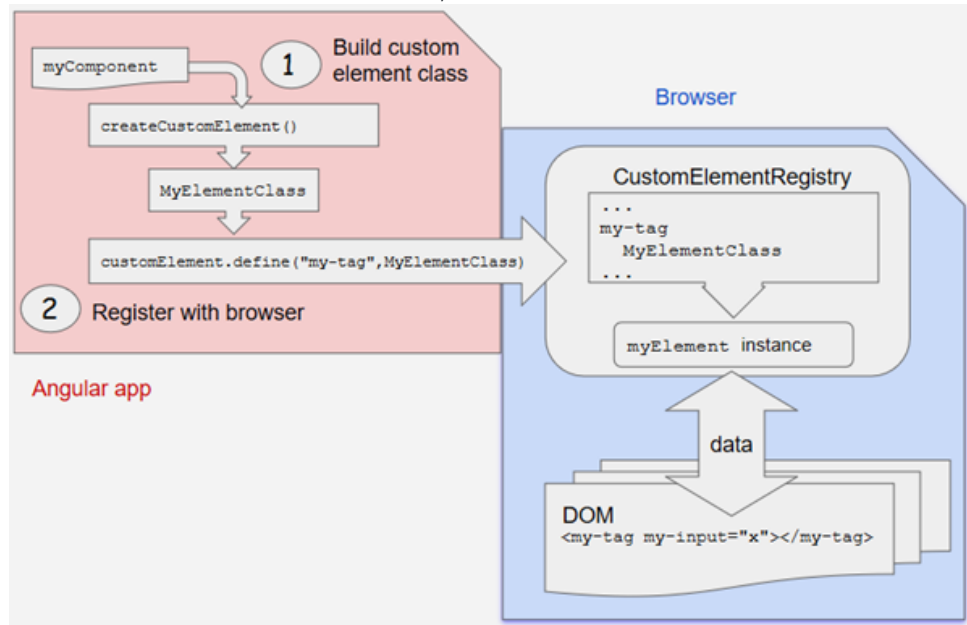 myComponent
1
Build custom
element class
createCustomElement()
MyElementClass
customElement.define("my-tag",MyElementClass)
2
Register with browser
Angular app
Browser
CustomElementRegistry
...
my-tag
MyElementClass
...
myElement instance
data
DOM
<my-tag my-input="x"></my-tag>